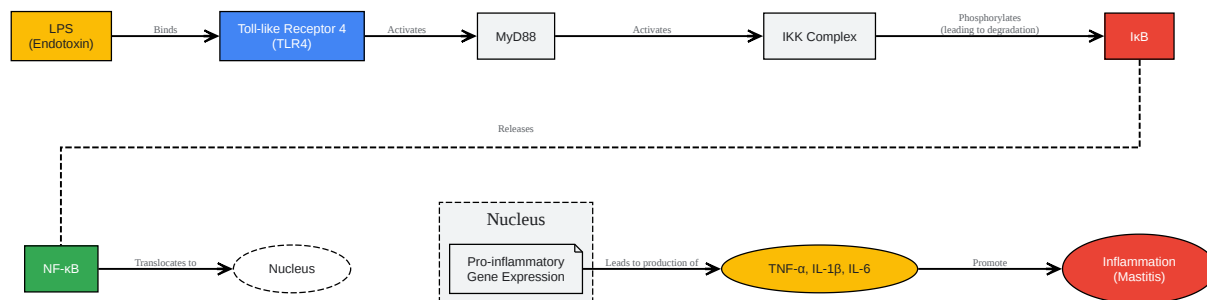 LPS
(Endotoxin)
Binds
Toll-like Receptor 4
(TLR4)
Activates
MyD88
Activates
IKK Complex
Phosphorylates
(leading to degradation)
IκB
Releases
NF-κB
Translocates to
Nucleus
Nucleus
Pro-inflammatory
Gene Expression
Leads to production of
TNF-α, IL-1β, IL-6
Promote
Inflammation
(Mastitis)